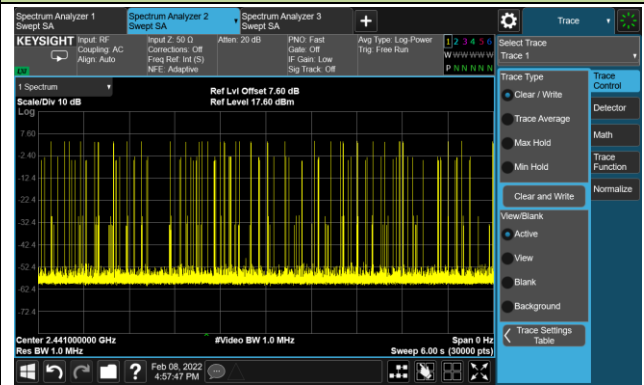 Spectrum Analyzer 1
Swept SA
Spectrum Analyzer 2
Swept SA
Spectrum Analyzer 3
Swept SA
Trace
KEYSIGHT
Input: RF
Coupling: AC
Align: Auto
Input Z: 50 Ω
Corrections: Off
Freq Ref: Int (S)
NFE: Adaptive
Atten: 20 dB
PNO: Fast
Gate: Off
IF Gain: Low
Sig Track: Off
Avg Type: Log-Power
Trig: Free Run
1 2 3 4 5 6
W W W W W W
P N N N N N
LXI
Select Trace
Trace 1
1 Spectrum
Scale/Div 10 dB
Ref Lvl Offset 7.60 dB
Ref Level 17.60 dBm
Log
7.60
-2.40
-12.4
-22.4
-32.4
-42.4
-52.4
-62.4
-72.4
Center 2.441000000 GHz
Res BW 1.0 MHz
#Video BW 1.0 MHz
Span 0 Hz
Sweep 6.00 s (30000 pts)
Trace Type
Clear / Write
Trace Average
Max Hold
Min Hold
Clear and Write
View/Blank
Active
View
Blank
Background
Trace Settings
Table
Trace
Control
Detector
Math
Trace
Function
Normalize
Feb 08, 2022
4:57:47 PM